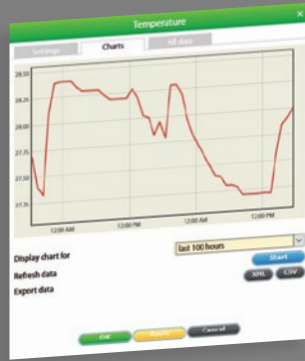 Temperature
Settings Charts All data
28.50
28.25
28.00
27.75
27.50
27.25
12:00 AM 12:00 PM 12:00 AM 12:00 PM
Display chart for last 100 hours
Refresh data Start
Export data XML CSV
OK Apply Cancel